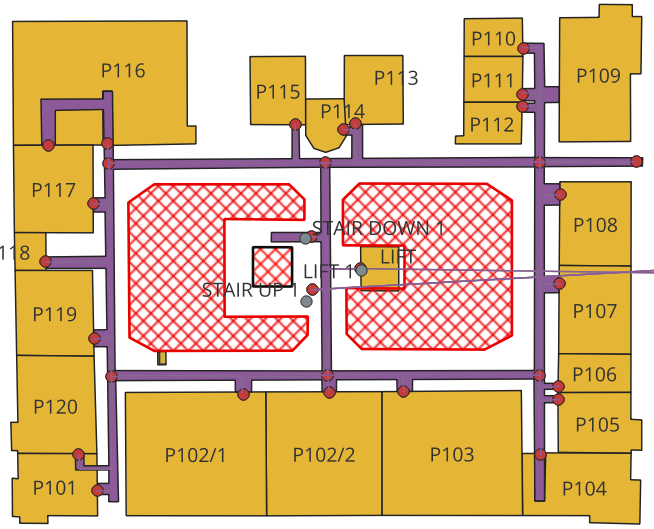 P110
P116
P109
P113
P115
P111
P114
P112
P117
P108
STAIR DOWN 1
118
LIFT
LIFT 1
STAIR UP 1
P119
P107
P106
P120
P105
P102/1
P102/2
P103
P101
P104